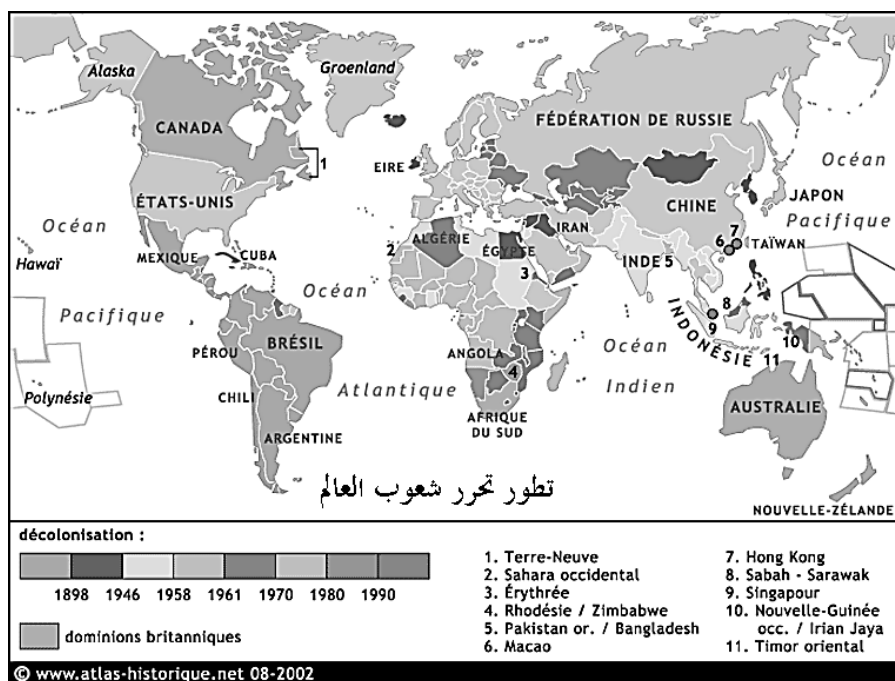 Alaska
Groenland
CANADA
FÉDÉRATION DE RUSSIE
1
EIRE
Océan
ÉTATS-UNIS
CHINE
JAPON
Océan
Pacifique
IRAN
7
ALGÉRIE
6
TAÏWAN
ÉGYPTE
2
Hawaï
MEXIQUE
CUBA
INDE 5
3
Océan
8
Pacifique
9
INDONÉSIE
10
BRÉSIL
Océan
PÉROU
ANGOLA
11
4
Indien
Polynésie
CHILI
Atlantique
AUSTRALIE
AFRIQUE
DU SUD
ARGENTINE
تطور تحرر شعوب العالم
NOUVELLE-ZÉLANDE
décolonisation :
1898 1946 1958 1961 1970 1980 1990
dominions britanniques
1. Terre-Neuve
2. Sahara occidental
3. Érythrée
4. Rhodésie / Zimbabwe
5. Pakistan or. / Bangladesh
6. Macao
7. Hong Kong
8. Sabah - Sarawak
9. Singapour
10. Nouvelle-Guinée
occ. / Irian Jaya
11. Timor oriental
© www.atlas-historique.net 08-2002